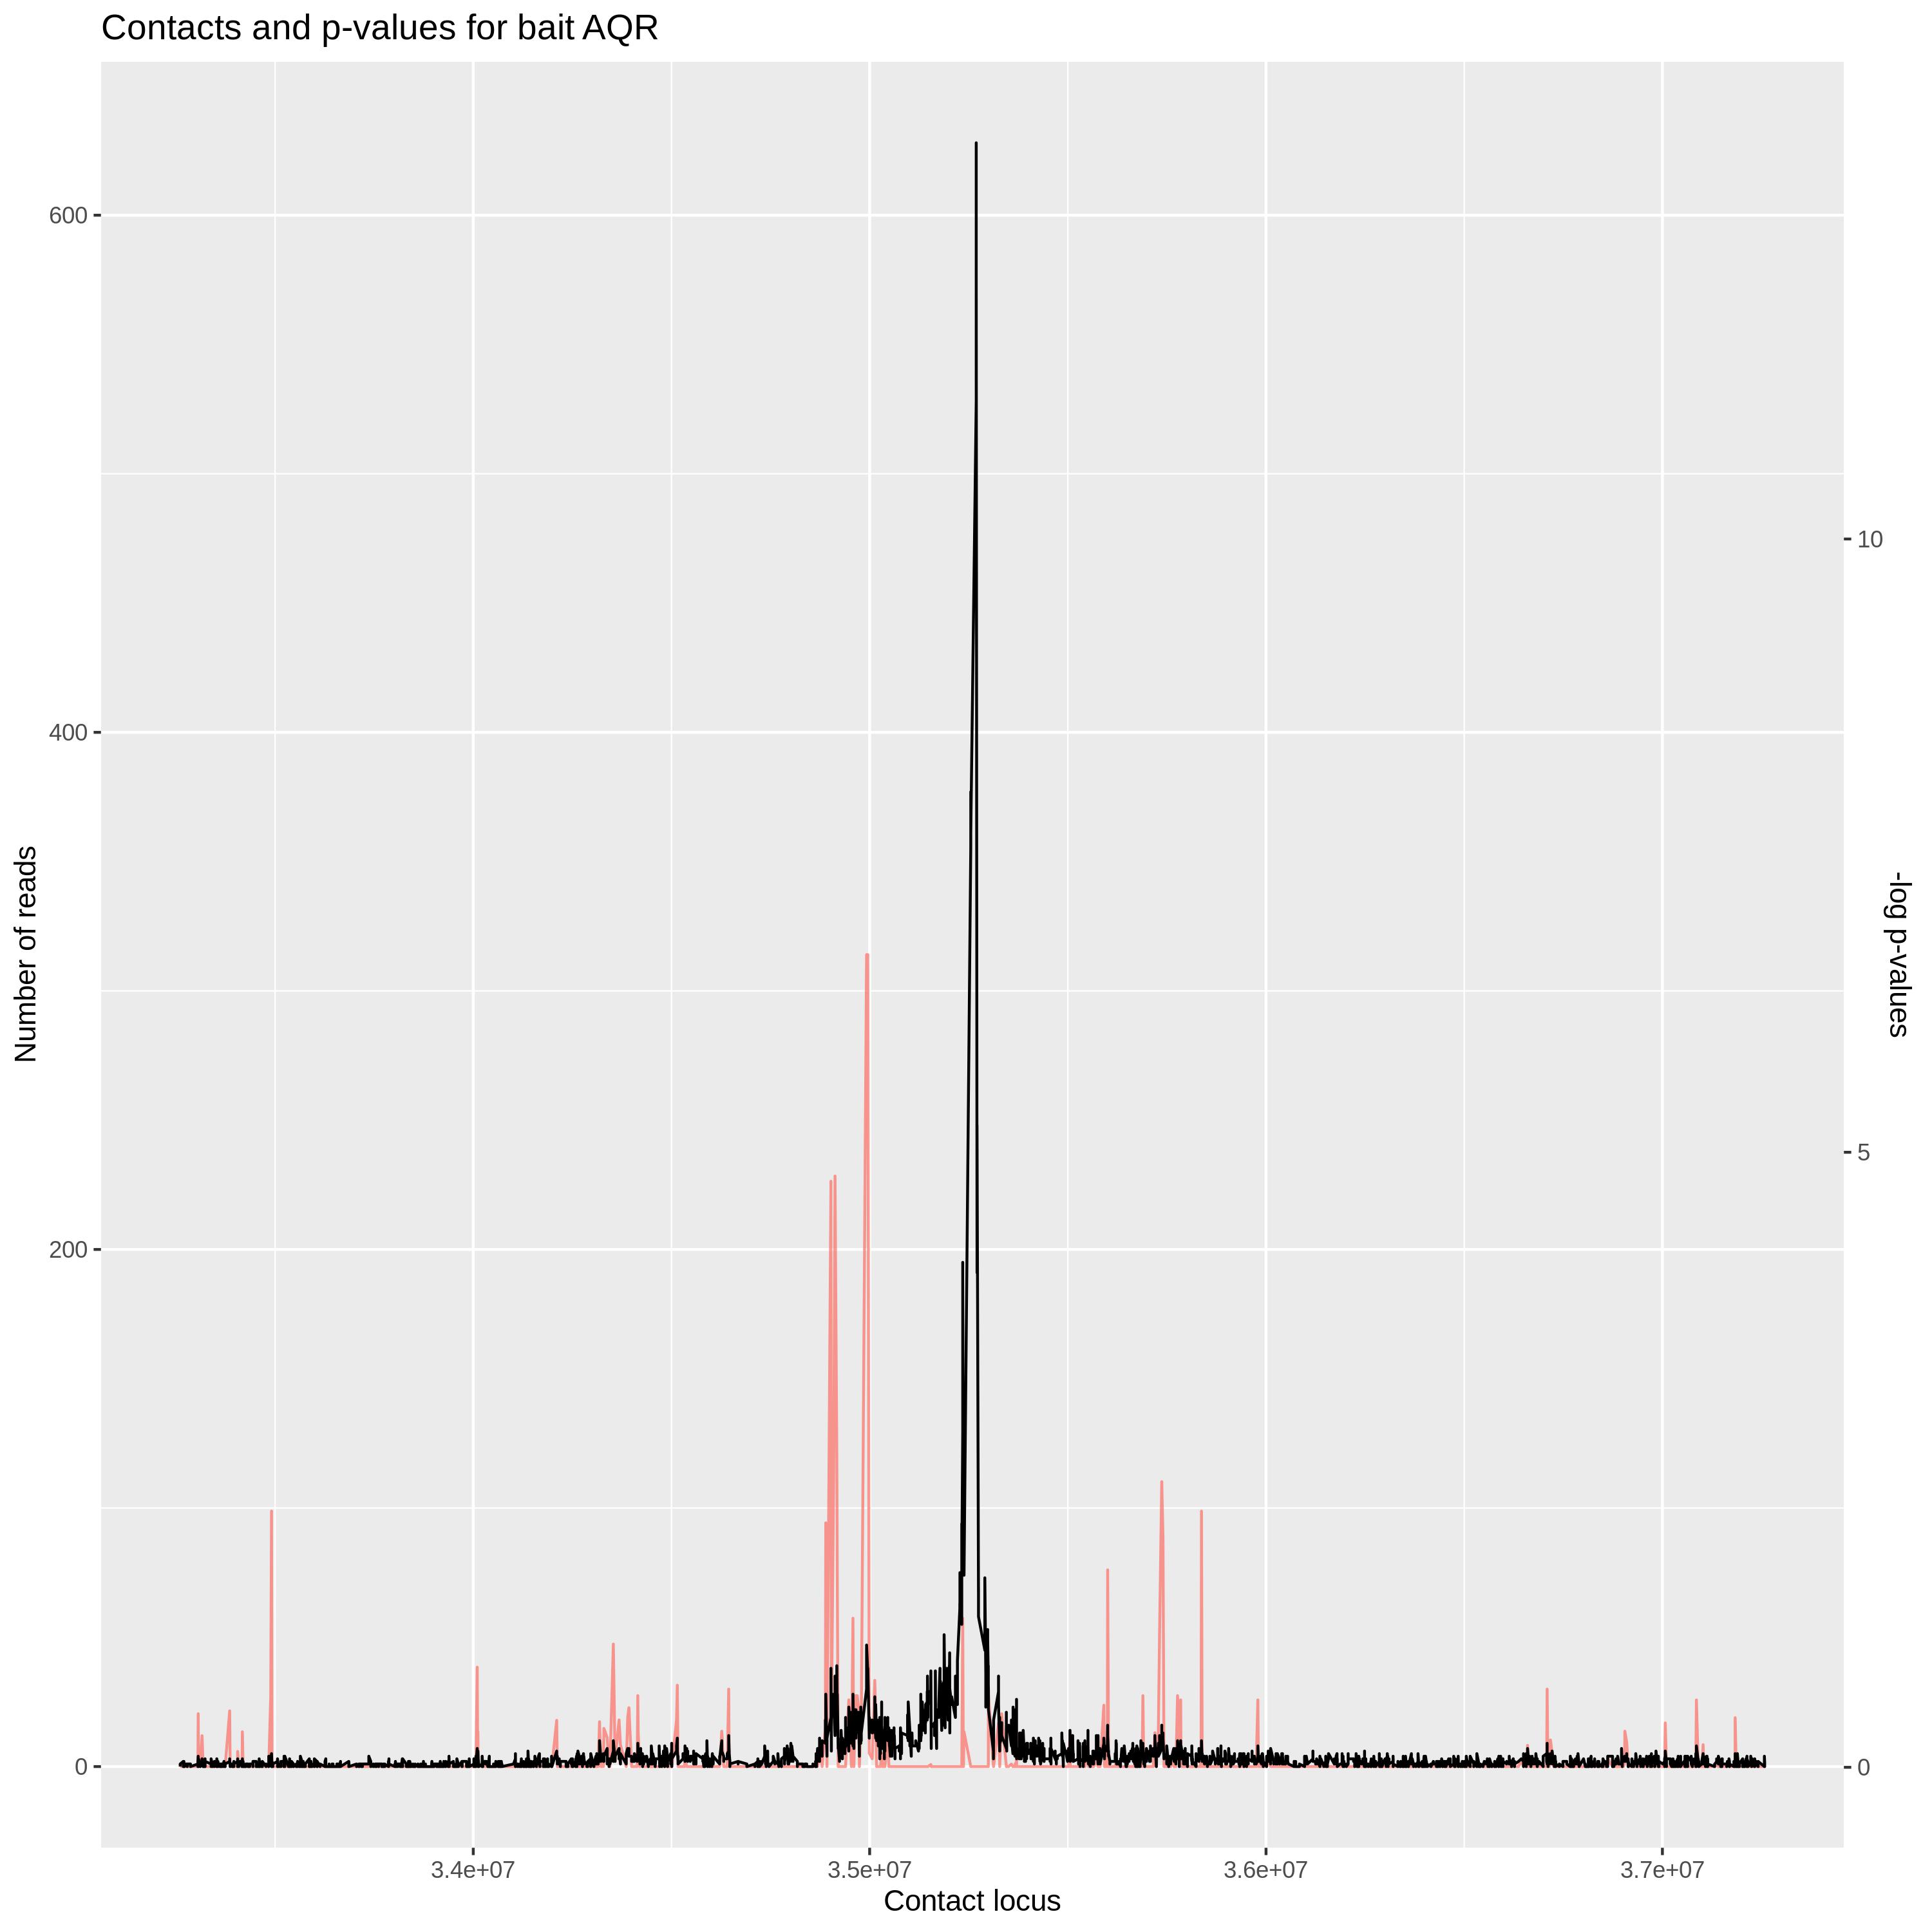 Contacts and p-values for bait AQR
600
400
200
0
Number of reads
10
5
0
-log p-values
3.4e+07
3.5e+07
3.6e+07
3.7e+07
Contact locus